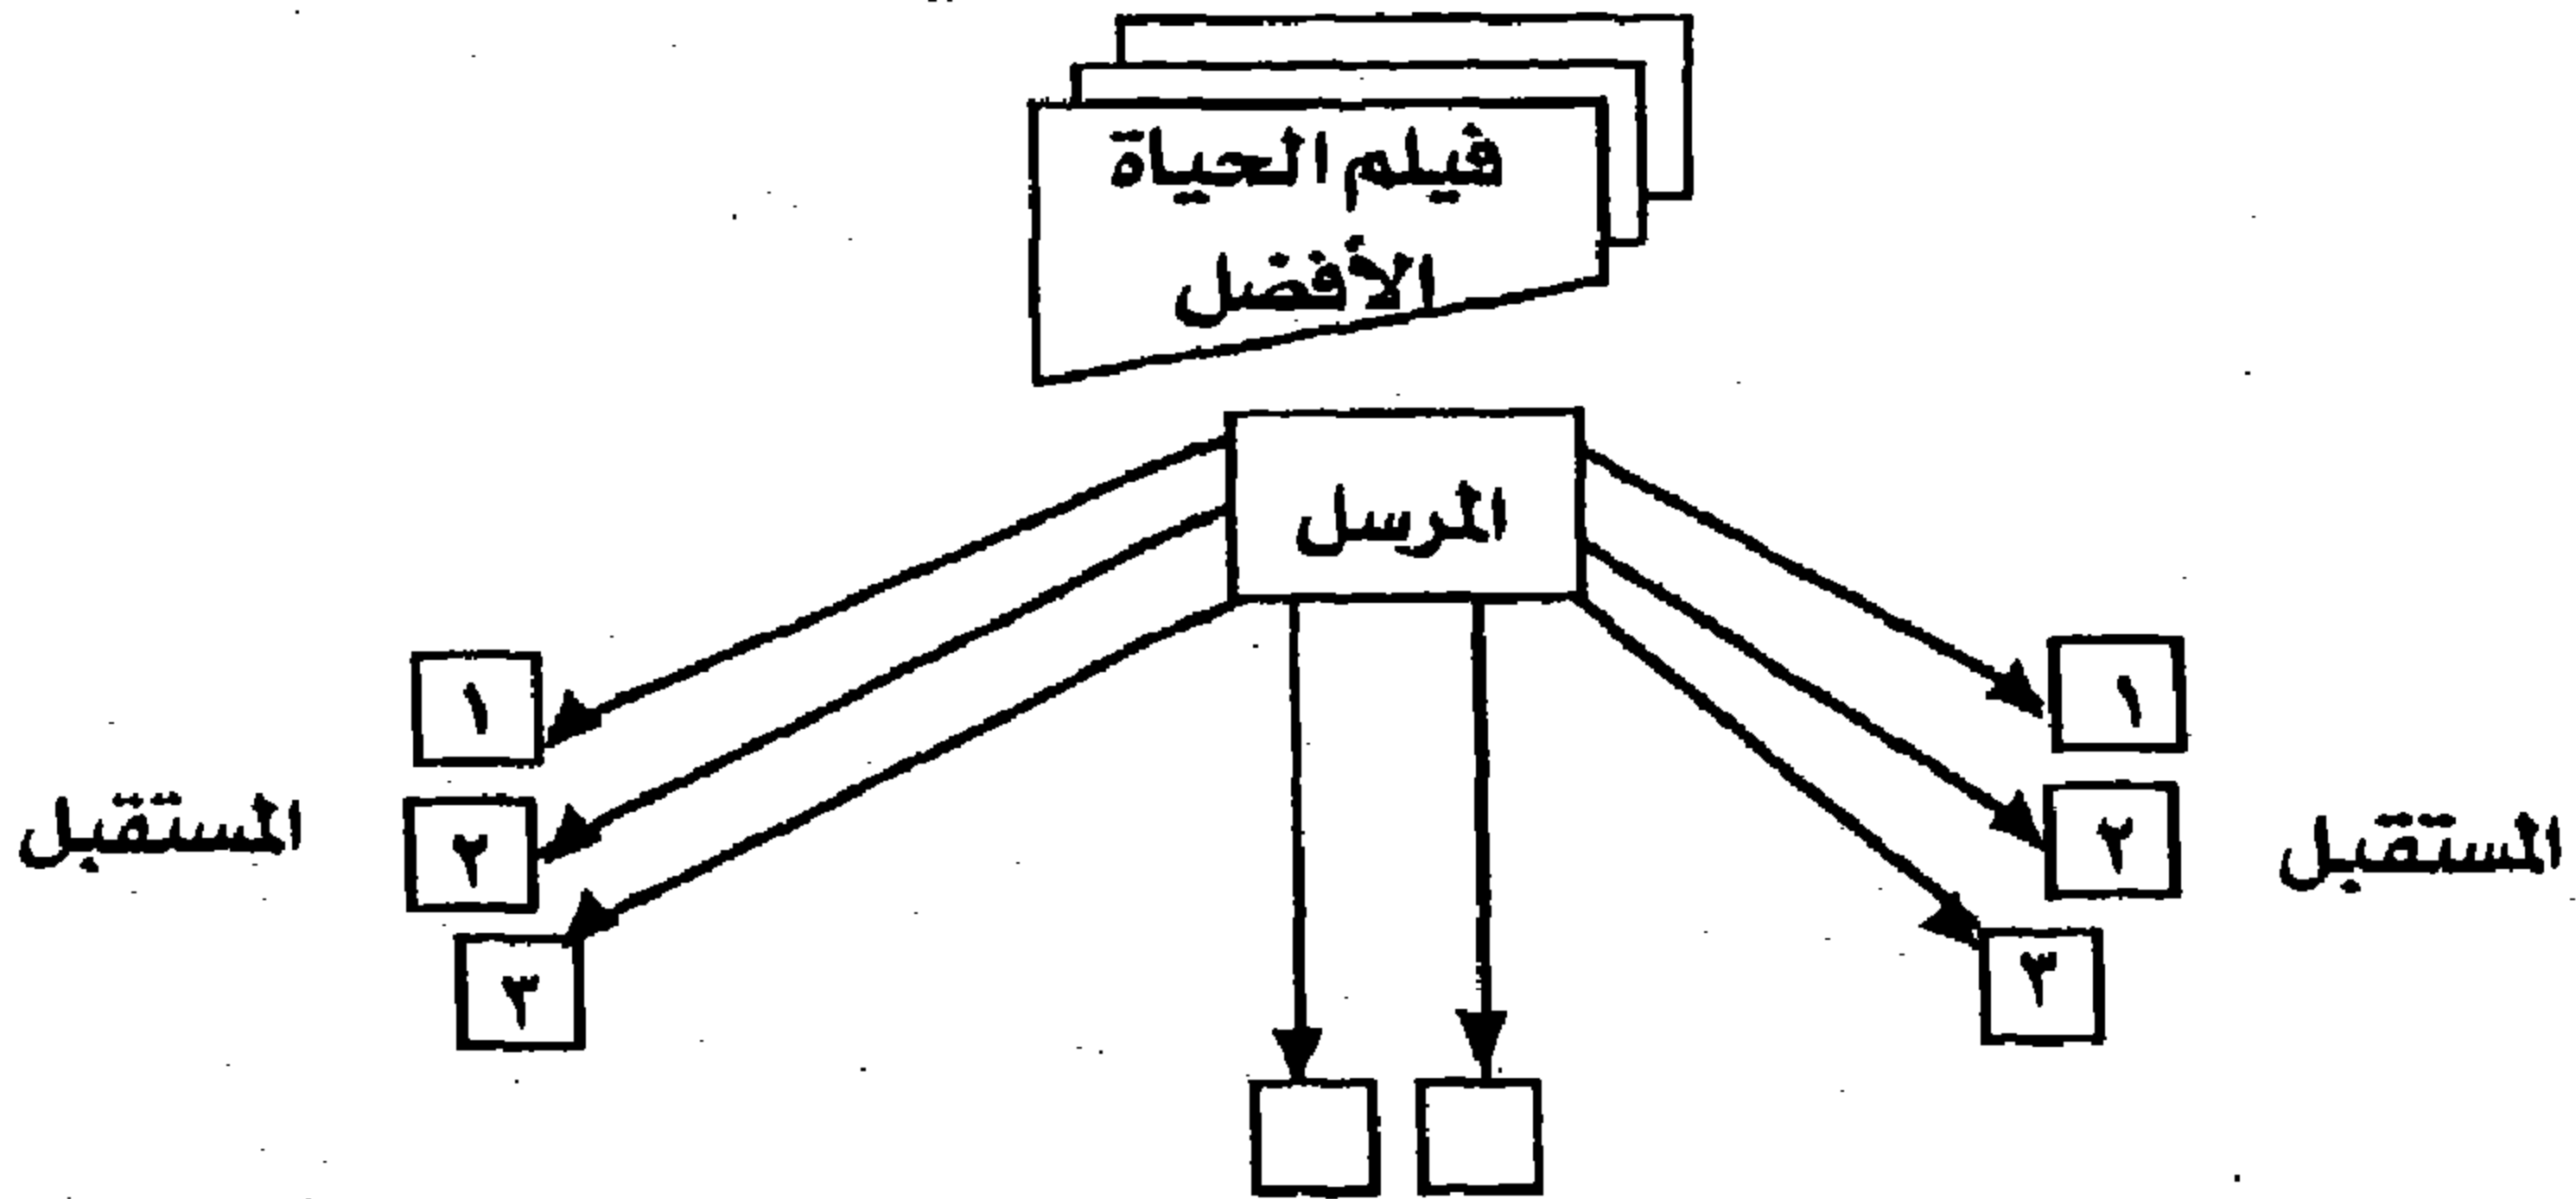 فيلم الحياة
الأفضل
المرسل
١
١
٢
٢
المستقبل
المستقبل
٣
٣